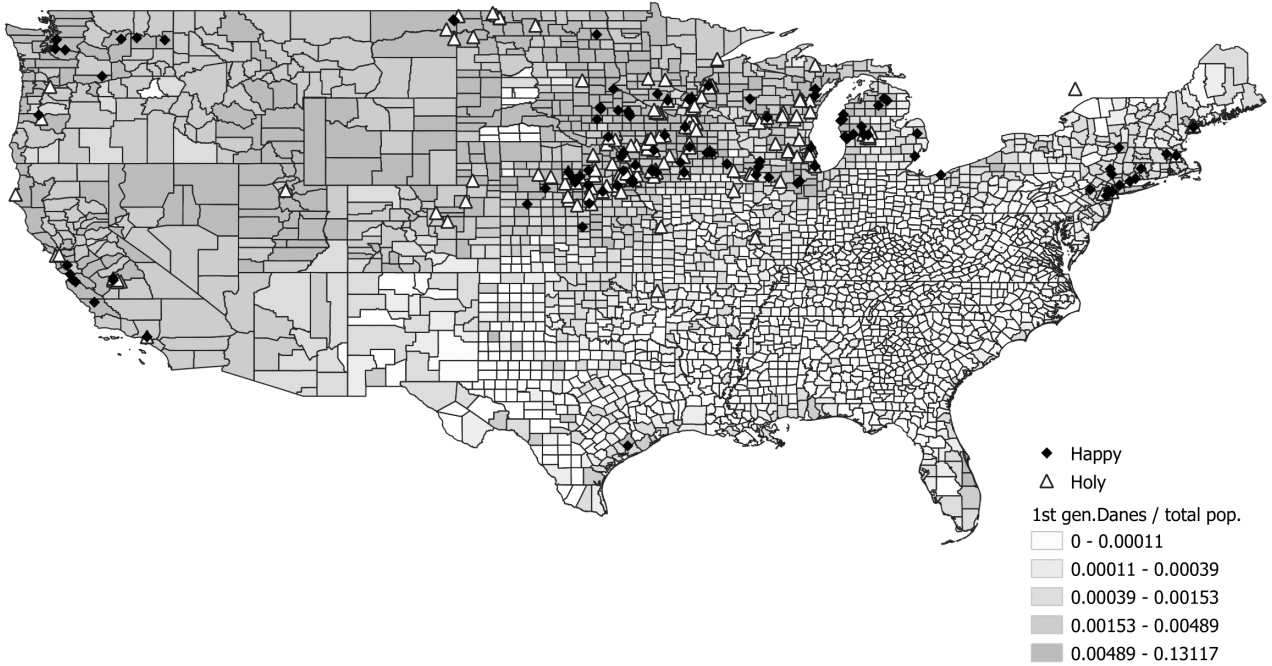 Happy
Holy
1st gen.Danes / total pop.
0 - 0.00011
0.00011 - 0.00039
0.00039 - 0.00153
0.00153 - 0.00489
0.00489 - 0.13117